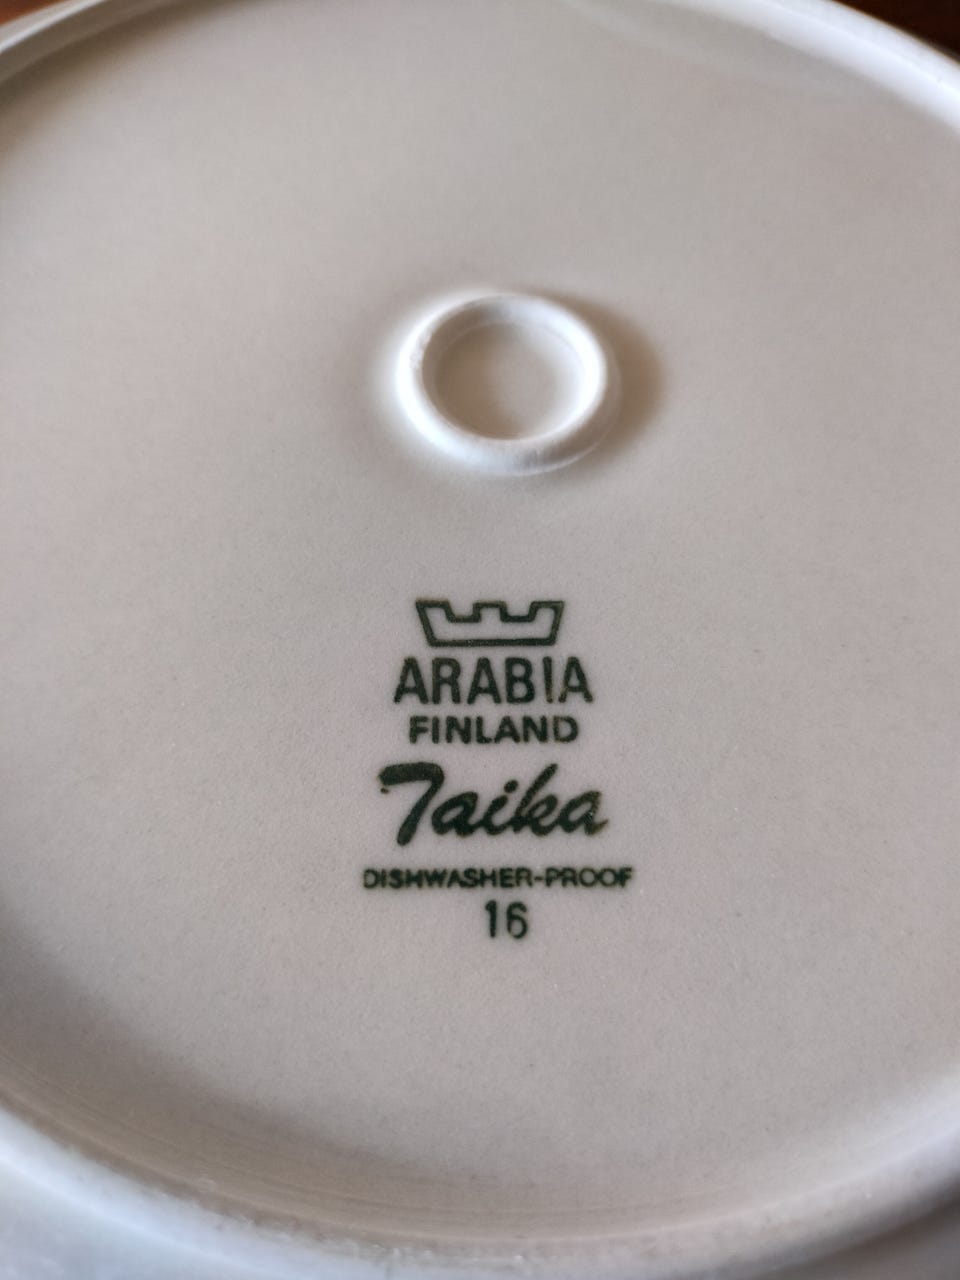 ARABIA
FINLAND
Taika
DISHWASHER-PROOF
16